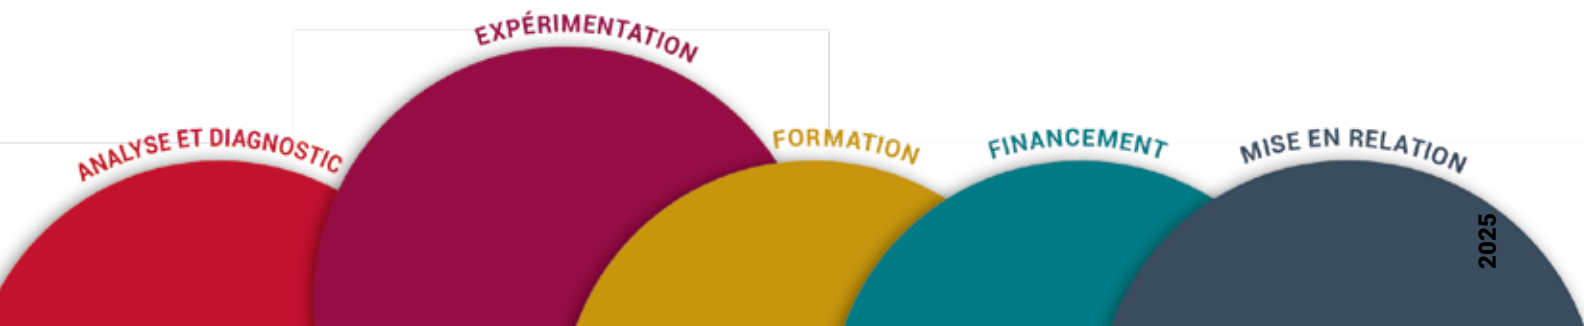 ANALYSE ET DIAGNOSTIC
EXPÉRIMENTATION
FORMATION
FINANCEMENT
MISE EN RELATION
2025